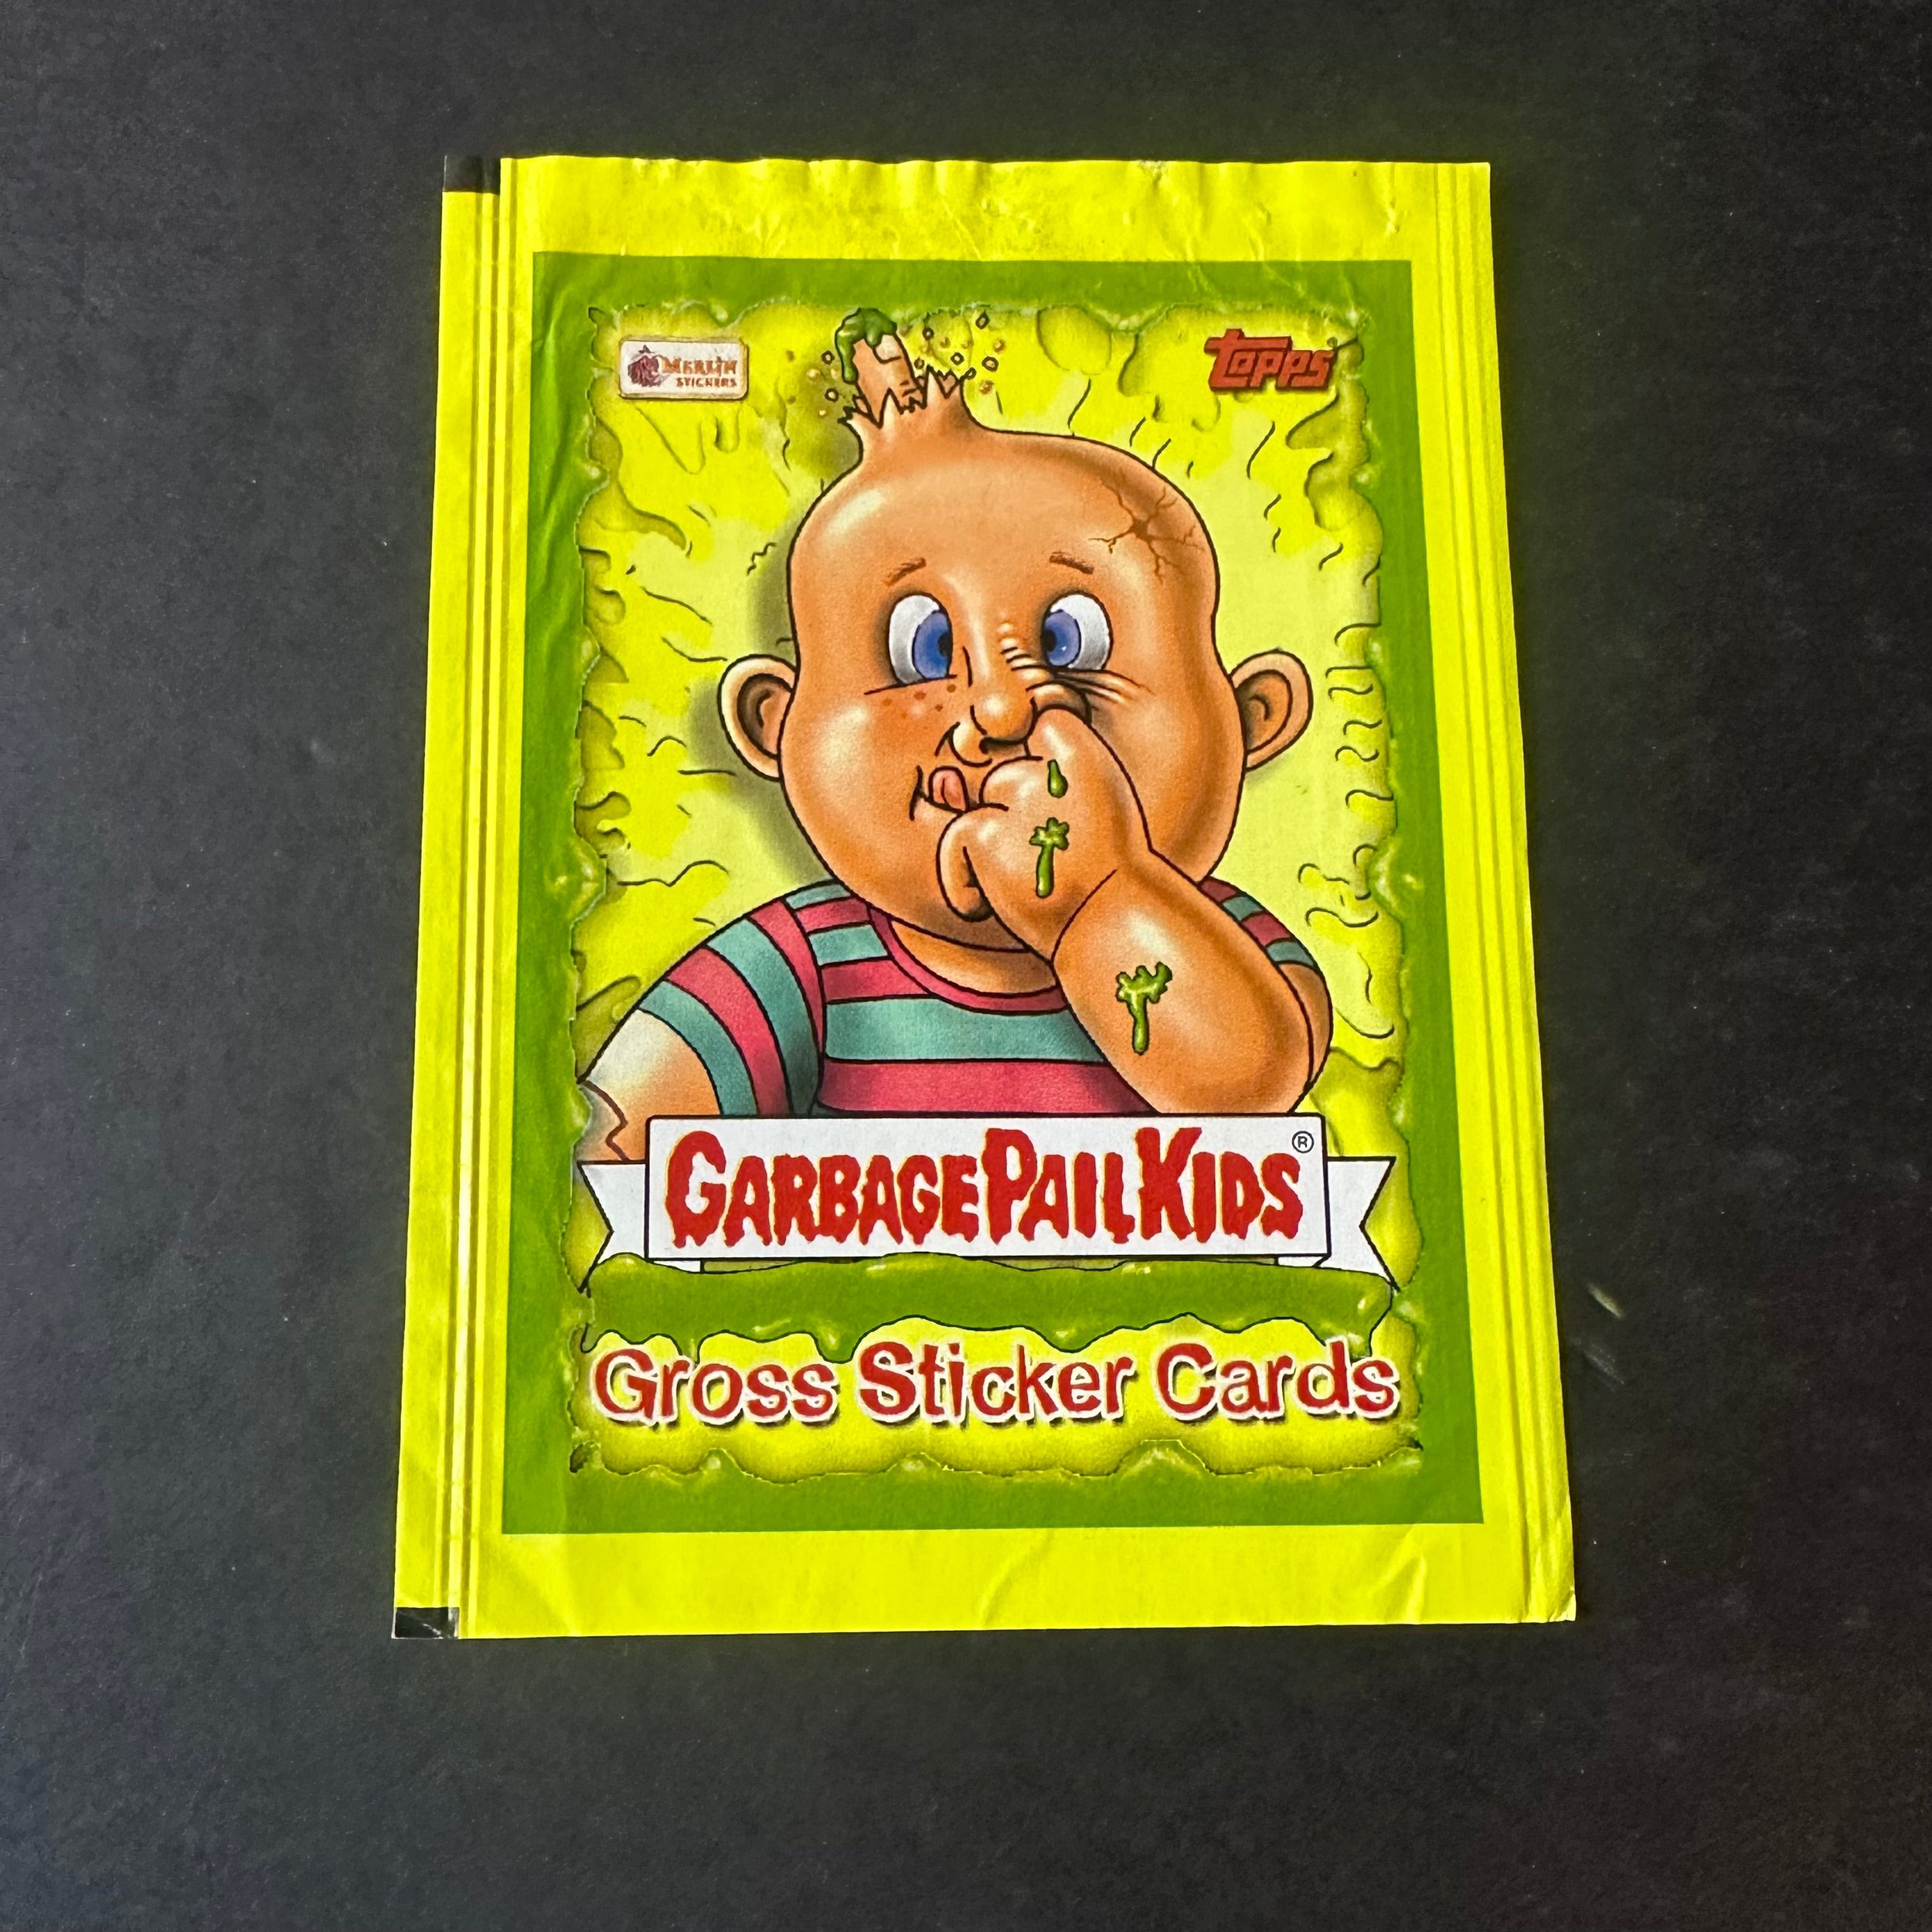 MERLIN
STICKERS
topps
GARBAGE PAIL KIDS®
Gross Sticker Cards